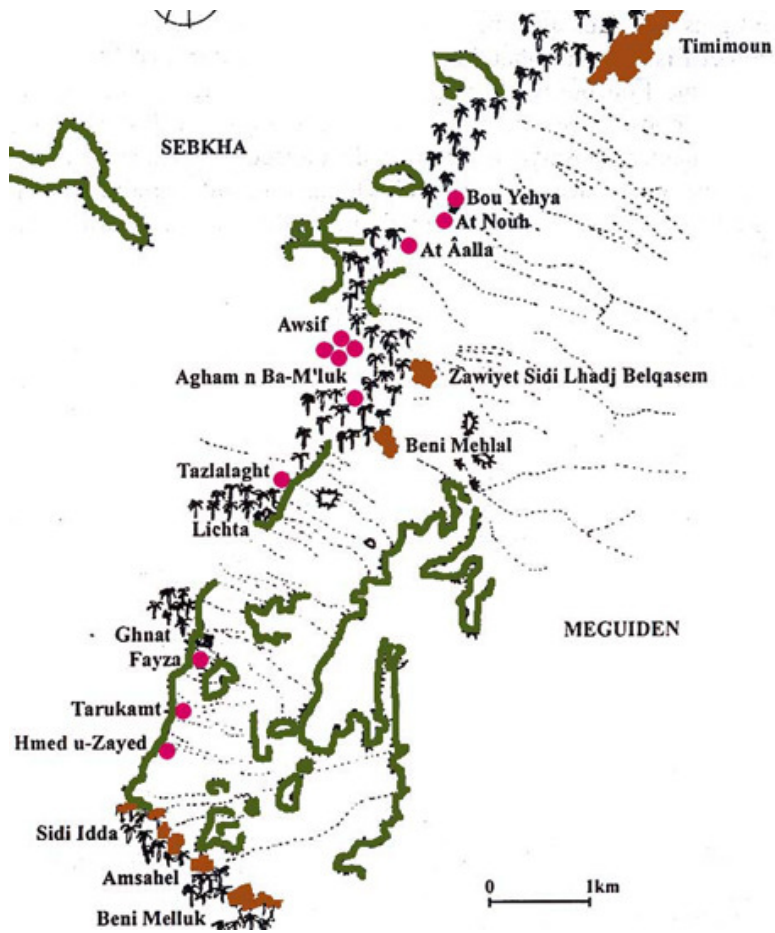 Timimoun
SEBKHA
Bou Yehya
At Nouh
At Âalla
Awsif
Agham n Ba-M'luk
Zawiyet Sidi Lhadj Belqasem
Beni Mehlal
Tazlalaght
Lichta
MEGUIDEN
Ghnat
Fayza
Tarukamt
Hmed u-Zayed
Sidi Idda
Amsahel
0 1km
Beni Melluk